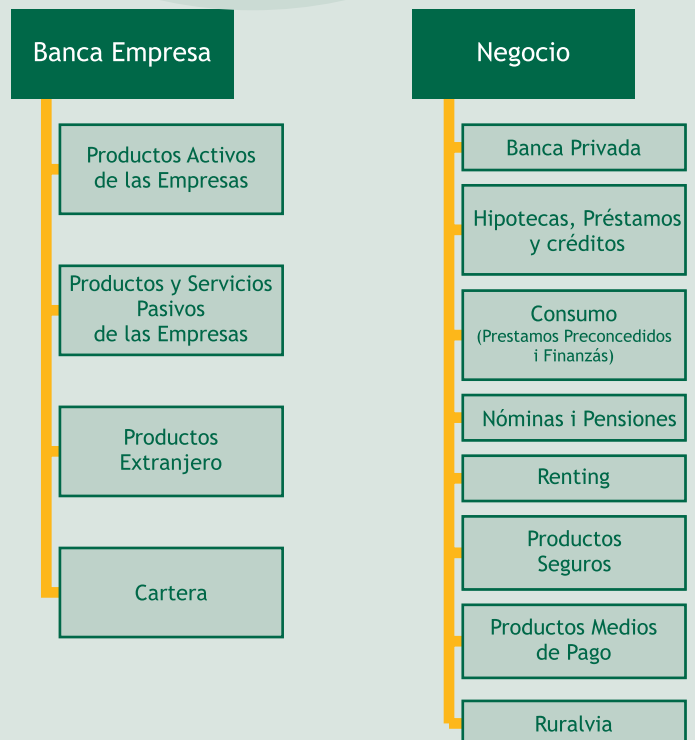 Banca Empresa
Productos Activos
de las Empresas
Productos y Servicios
Pasivos
de las Empresas
Productos
Extranjero
Cartera
Negocio
Banca Privada
Hipotecas, Préstamos
y créditos
Consumo
(Prestamos Preconcedidos
i Finanzás)
Nóminas i Pensiones
Renting
Productos
Seguros
Productos Medios
de Pago
Ruralvia